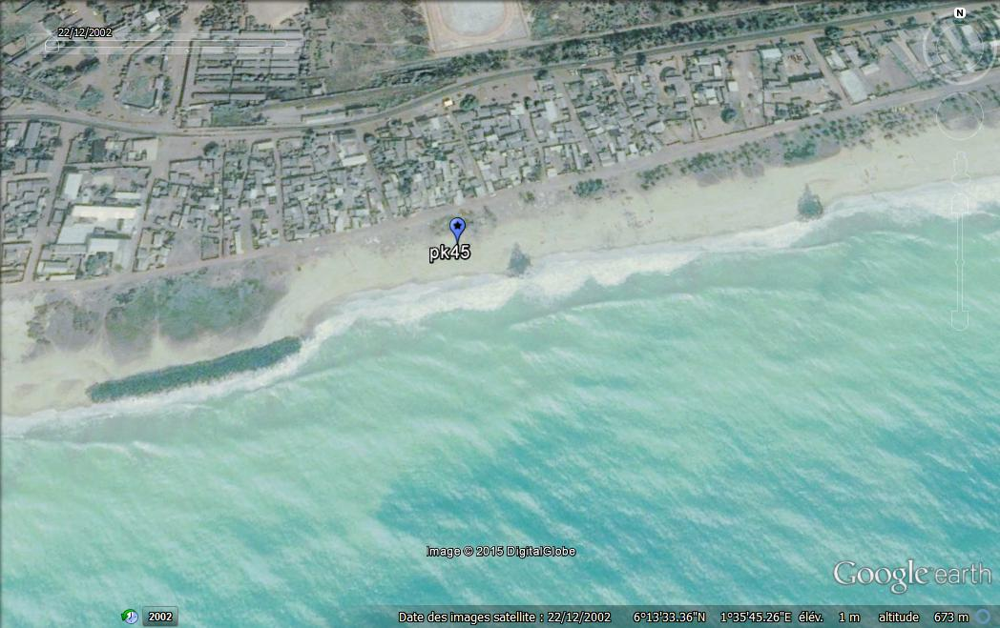 22/12/2002
N
pk45
Image © 2015 DigitalGlobe
Google earth
2002
Date des images satellite : 22/12/2002 6°13'33.36"N 1°35'45.26"E élév. 1 m altitude 673 m